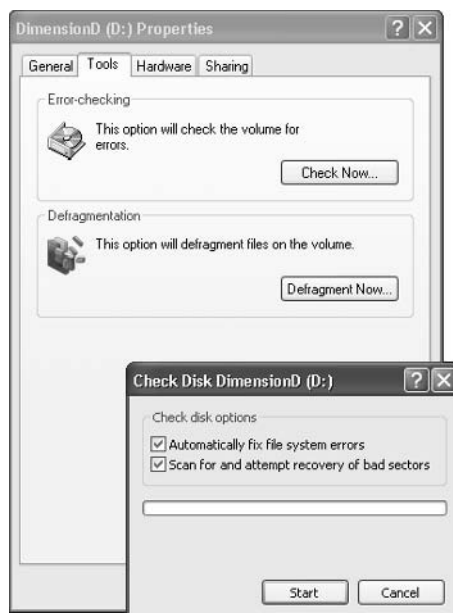 DimensionD (D:) Properties
General Tools Hardware Sharing
Error-checking
This option will check the volume for
errors.
Check Now...
Defragmentation
This option will defragment files on the volume.
Defragment Now...
Check Disk DimensionD (D:)
Check disk options
Automatically fix file system errors
Scan for and attempt recovery of bad sectors
Start Cancel